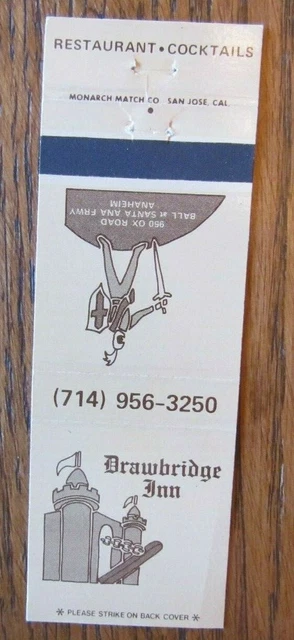 RESTAURANT • COCKTAILS
MONARCH MATCH CO SAN JOSE, CAL.
950 OX ROAD
BALL at SANTA ANA FRWY
ANAHEIM
(714) 956-3250
Drawbridge
Inn
* PLEASE STRIKE ON BACK COVER *